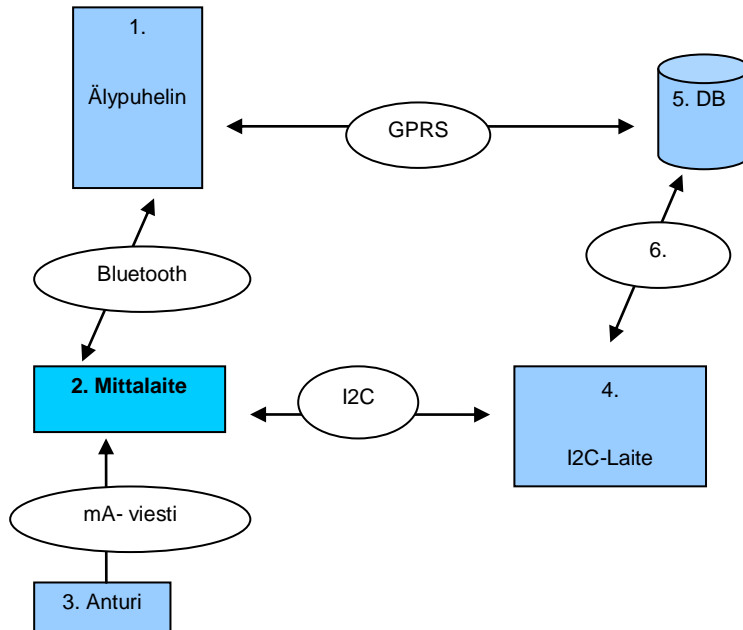 1.
Älypuhelin
GPRS
5. DB
Bluetooth
6.
2. Mittalaite
I2C
4.
I2C-Laite
mA- viesti
3. Anturi